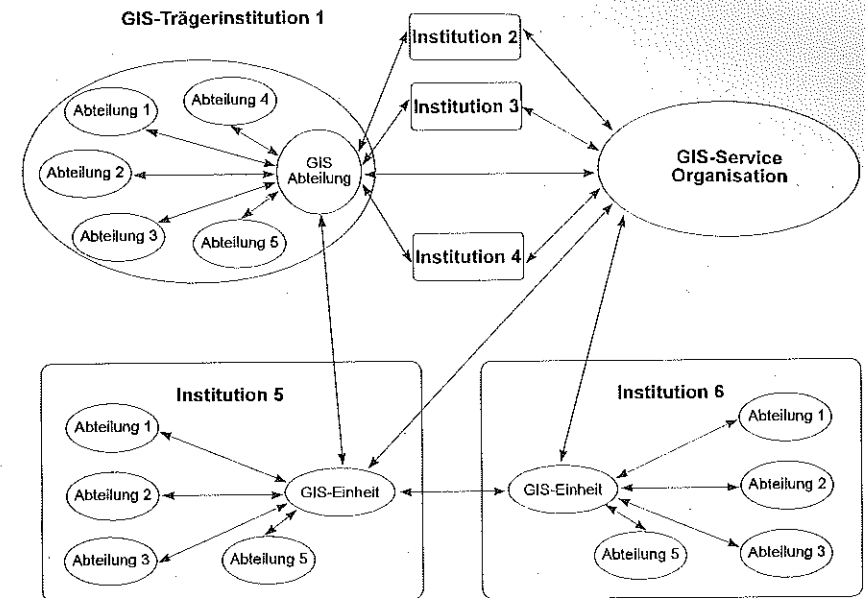 GIS-Trägerinstitution 1
Institution 2
Institution 3
Abteilung 1
Abteilung 4
Abteilung 2
Abteilung 3
Abteilung 5
GIS
Abteilung
GIS-Service
Organisation
Institution 4
Institution 5
Abteilung 1
Abteilung 2
Abteilung 3
Abteilung 5
GIS-Einheit
Institution 6
GIS-Einheit
Abteilung 1
Abteilung 2
Abteilung 3
Abteilung 5